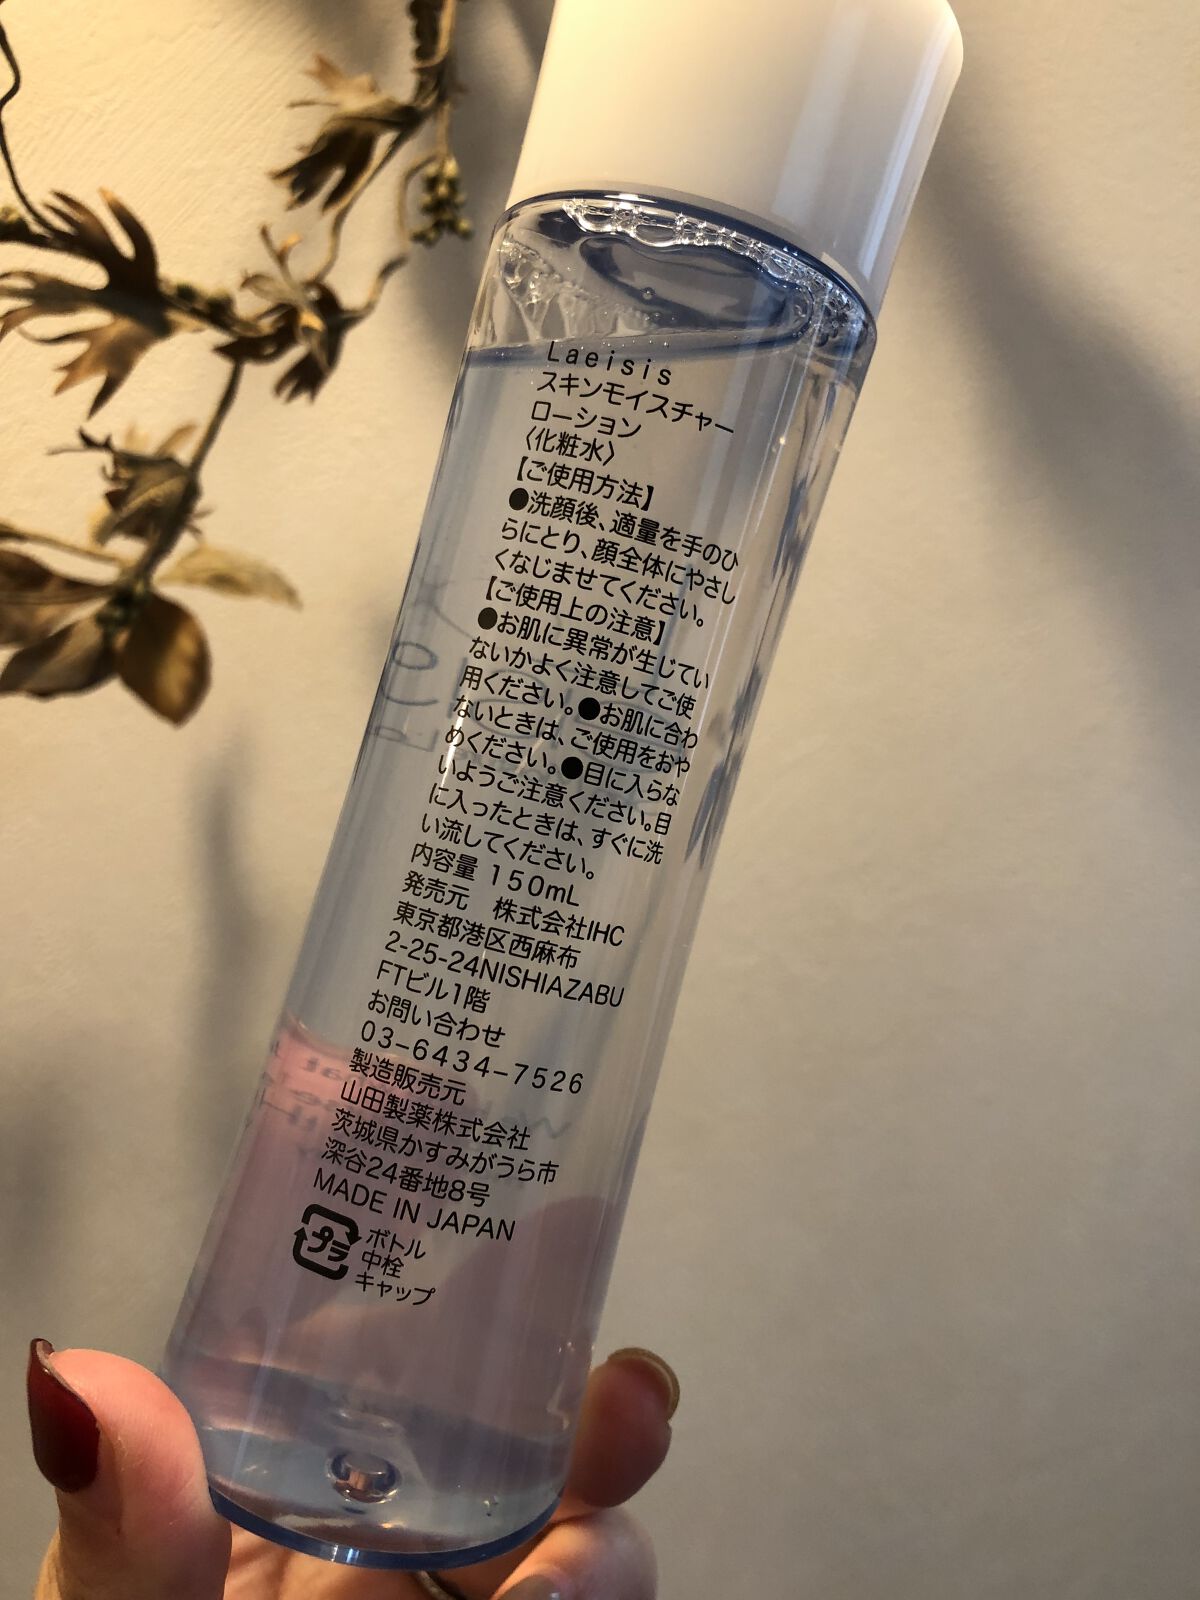 Laeisis
スキンモイスチャー
ローション
〈化粧水〉
【ご使用方法】
●洗顔後、適量を手のひ
らにとり、顔全体にやさし
くなじませてください。
【ご使用上の注意】
●お肌に異常が生じてい
ないかよく注意してご使
用ください。●お肌に合わ
ないときは、ご使用をおや
めください。●目に入らな
いようご注意ください。目
に入ったときは、すぐに洗
い流してください。
内容量 150mL
発売元 株式会社IHC
東京都港区西麻布
2-25-24NISHIAZABU
FTビル1階
お問い合わせ
03-6434-7526
製造販売元
山田製薬株式会社
茨城県かすみがうら市
深谷24番地8号
MADE IN JAPAN
プラ
ボトル
中栓
キャップ